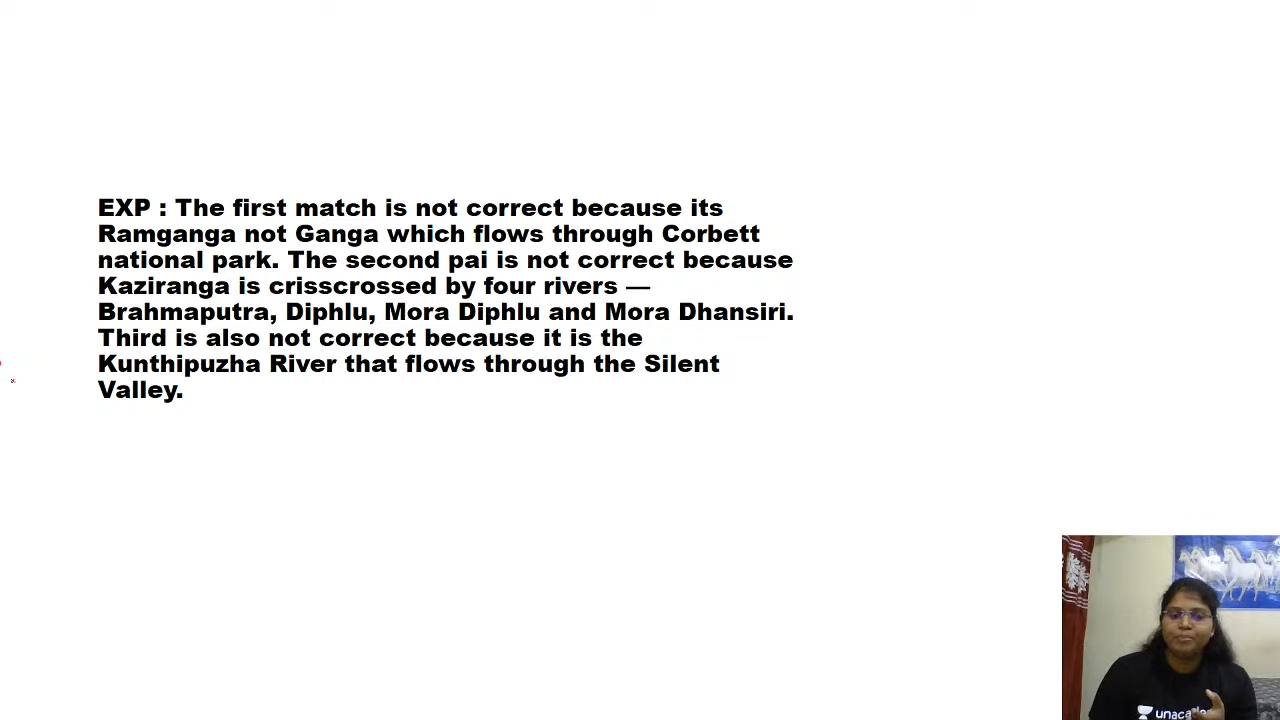 EXP : The first match is not correct because its
Ramganga not Ganga which flows through Corbett
national park. The second pai is not correct because
Kaziranga is crisscrossed by four rivers —
Brahmaputra, Diphlu, Mora Diphlu and Mora Dhansiri.
Third is also not correct because it is the
Kunthipuzha River that flows through the Silent
Valley.